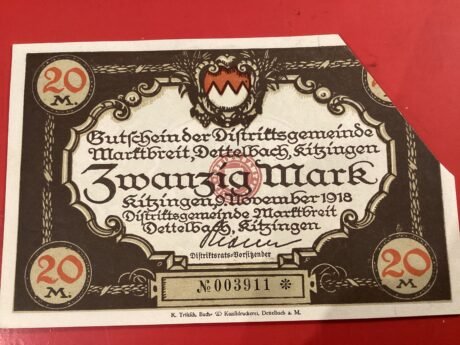 20
M.
Gutschein der Distriktsgemeinde
Marktbreit, Dettelbach, Kitzingen
Zwanzig Mark
Kitzingen, 9. November 1918
Distriktsgemeinde Marktbreit
Dettelbach, Kitzingen
Distriktsrats-Vorsitzender
20
M.
20
M.
№ 003911 *
K. Triltsch, Buch- & Kunstdruckerei, Dettelbach a. M.